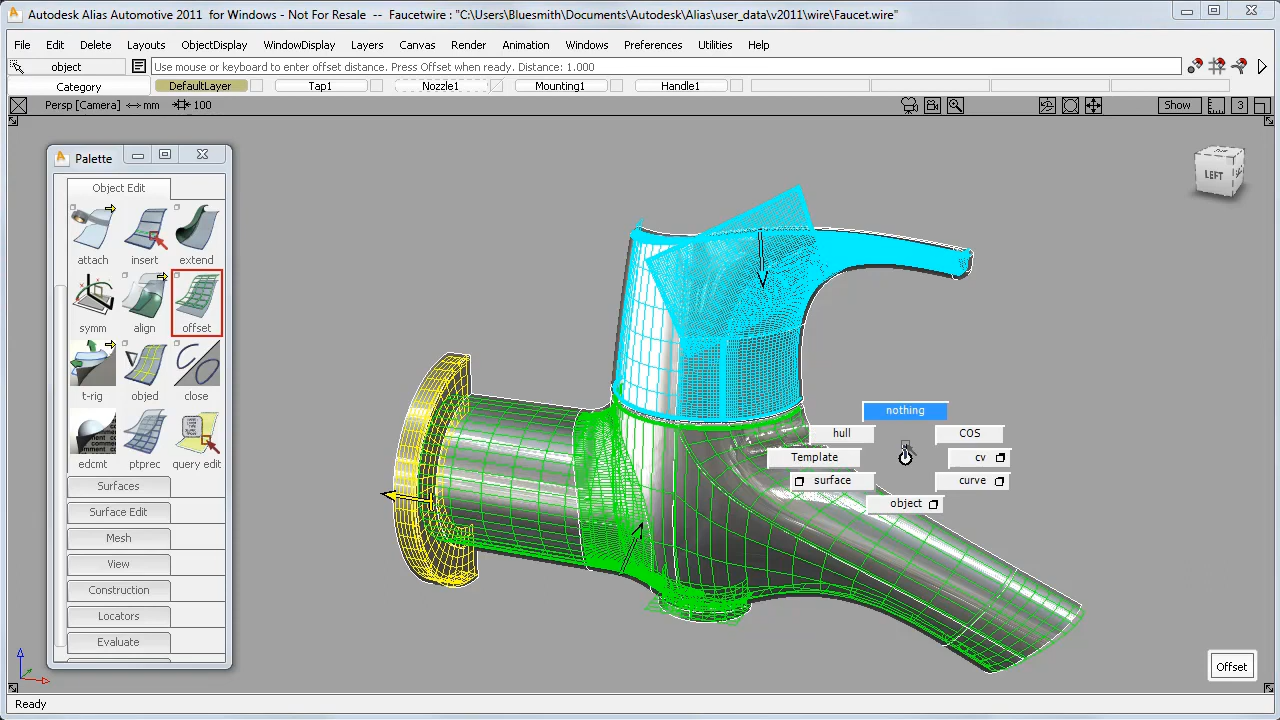 Autodesk Alias Automotive 2011 for Windows - Not For Resale -- Faucetwire : "C:\Users\Bluesmith\Documents\Autodesk\Alias\user_data\v2011\wire\Faucet.wire"
File Edit Delete Layouts ObjectDisplay WindowDisplay Layers Canvas Render Animation Windows Preferences Utilities Help
object Use mouse or keyboard to enter offset distance. Press Offset when ready. Distance: 1.000
Category DefaultLayer Tap1 Nozzle1 Mounting1 Handle1
Persp [Camera] mm 100 Show 3
Palette
Object Edit
attach insert extend
symm align offset
t-rig objed close
edcmt ptprec query edit
Surfaces
Surface Edit
Mesh
View
Construction
Locators
Evaluate
LEFT
nothing
hull COS
Template cv
surface curve
object
Offset
Ready